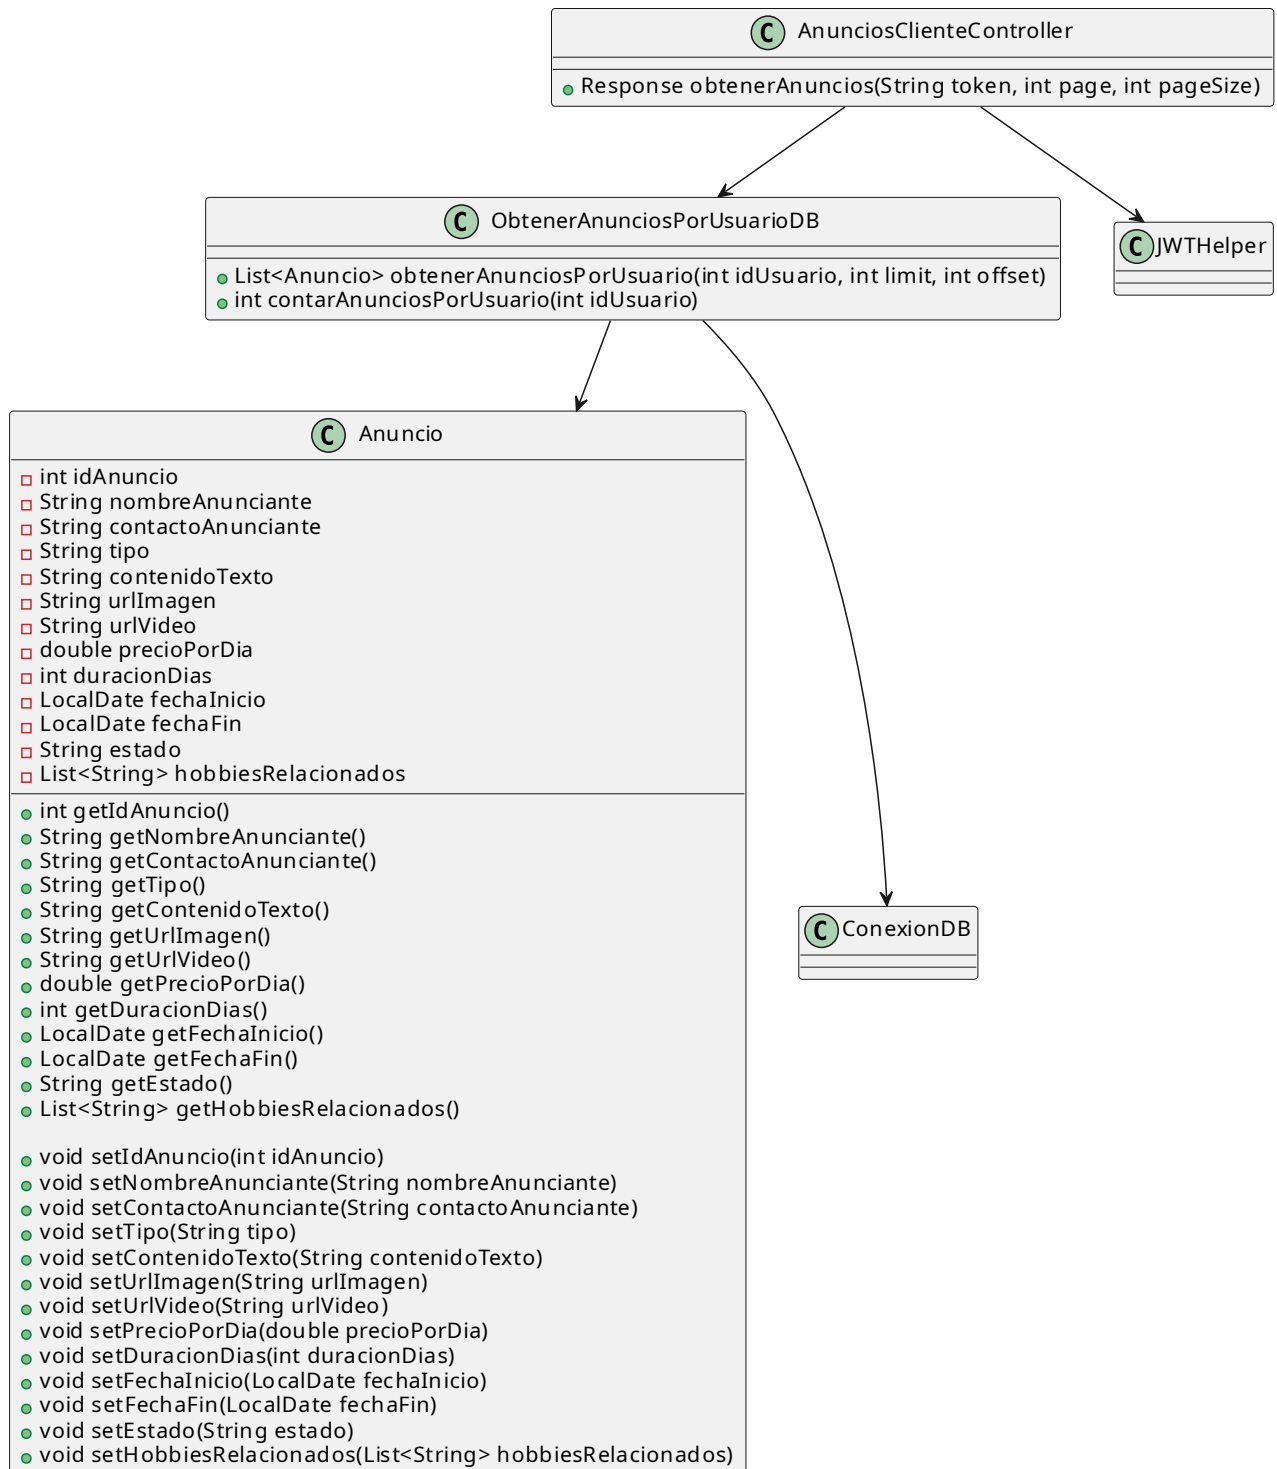 C AnunciosClienteController
Response obtenerAnuncios(String token, int page, int pageSize)
C ObtenerAnunciosPorUsuarioDB
List<Anuncio> obtenerAnunciosPorUsuario(int idUsuario, int limit, int offset)
int contarAnunciosPorUsuario(int idUsuario)
C JWTHelper
C Anuncio
int idAnuncio
String nombreAnunciante
String contactoAnunciante
String tipo
String contenidoTexto
String urlImagen
String urlVideo
double precioPorDia
int duracionDias
LocalDate fechaInicio
LocalDate fechaFin
String estado
List<String> hobbiesRelacionados
int getIdAnuncio()
String getNombreAnunciante()
String getContactoAnunciante()
String getTipo()
String getContenidoTexto()
String getUrlImagen()
String getUrlVideo()
double getPrecioPorDia()
int getDuracionDias()
LocalDate getFechaInicio()
LocalDate getFechaFin()
String getEstado()
List<String> getHobbiesRelacionados()
void setIdAnuncio(int idAnuncio)
void setNombreAnunciante(String nombreAnunciante)
void setContactoAnunciante(String contactoAnunciante)
void setTipo(String tipo)
void setContenidoTexto(String contenidoTexto)
void setUrlImagen(String urlImagen)
void setUrlVideo(String urlVideo)
void setPrecioPorDia(double precioPorDia)
void setDuracionDias(int duracionDias)
void setFechaInicio(LocalDate fechaInicio)
void setFechaFin(LocalDate fechaFin)
void setEstado(String estado)
void setHobbiesRelacionados(List<String> hobbiesRelacionados)
C ConexionDB